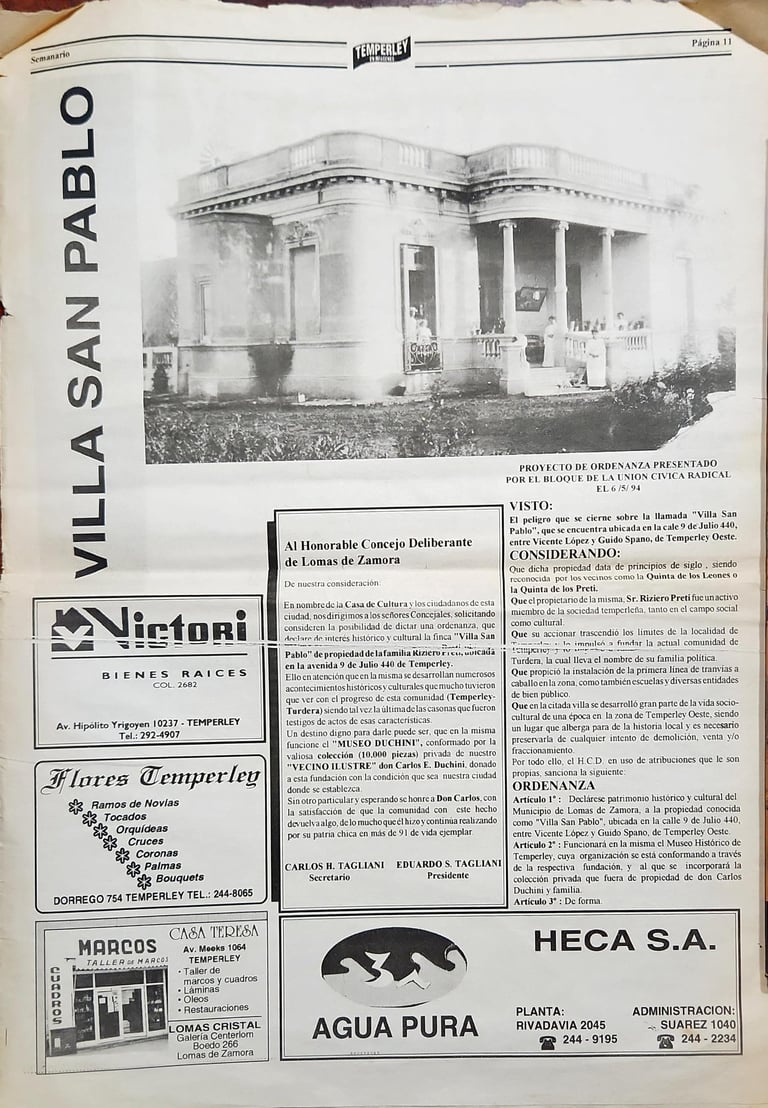 Semanario
TEMPERLEY
EN IMAGENES
Página 11
VILLA SAN PABLO
PROYECTO DE ORDENANZA PRESENTADO
POR EL BLOQUE DE LA UNION CIVICA RADICAL
EL 6 /5/ 94
Al Honorable Concejo Deliberante
de Lomas de Zamora
De nuestra consideración:
En nombre de la Casa de Cultura y los ciudadanos de esta
ciudad, nos dirigimos a los señores Concejales, solicitando
consideren la posibilidad de dictar una ordenanza, que
declare de interés histórico y cultural la finca "Villa San
Pablo" de propiedad de la familia Riziero Preti, ubicada
en la avenida 9 de Julio 440 de Temperley.
Ello en atención que en la misma se desarrollan numerosos
acontecimientos históricos y culturales que mucho tuvieron
que ver con el progreso de esta comunidad (Temperley-
Turdera) siendo tal vez la última de las casonas que fueron
testigos de actos de esas características.
Un destino digno para darle puede ser, que en la misma
funcione el "MUSEO DUCHINI", conformado por la
valiosa colección (10.000 piezas) privada de nuestro
"VECINO ILUSTRE" don Carlos E. Duchini, donado
a esta fundación con la condición que sea nuestra ciudad
donde se establezca.
Sin otro particular y esperando se honre a Don Carlos, con
la satisfacción de que la comunidad con este hecho
devuelva algo, de lo mucho que él hizo y continúa realizando
por su patria chica en más de 91 de vida ejemplar.
CARLOS H. TAGLIANI EDUARDO S. TAGLIANI
Secretario Presidente
VISTO:
El peligro que se cierne sobre la llamada "Villa San
Pablo", que se encuentra ubicada en la cale 9 de Julio 440,
entre Vicente López y Guido Spano, de Temperley Oeste.
CONSIDERANDO:
Que dicha propiedad data de principios de siglo , siendo
reconocida por los vecinos como la Quinta de los Leones o
la Quinta de los Preti.
Que el propietario de la misma, Sr. Riziero Preti fue un activo
miembro de la sociedad temperleña, tanto en el campo social
como cultural.
Que su accionar trascendió los límites de la localidad de
Temperley y lo impulsó a fundar la actual comunidad de
Turdera, la cual lleva el nombre de su familia política.
Que propició la instalación de la primera línea de tranvías a
caballo en la zona, como también escuelas y diversas entidades
de bien público.
Que en la citada villa se desarrolló gran parte de la vida socio-
cultural de una época en la zona de Temperley Oeste, siendo
un lugar que alberga para de la historia local y es necesario
preservarla de cualquier intento de demolición, venta y/o
fraccionamiento.
Por todo ello, el H.C.D. en uso de atribuciones que le son
propias, sanciona la siguiente:
ORDENANZA
Artículo 1º : Declárese patrimonio histórico y cultural del
Municipio de Lomas de Zamora, a la propiedad conocida
como "Villa San Pablo", ubicada en la calle 9 de Julio 440,
entre Vicente López y Guido Spano, de Temperley Oeste.
Artículo 2º : Funcionará en la misma el Museo Histórico de
Temperley, cuya organización se está conformando a través
de la respectiva fundación, y al que se incorporará la
colección privada que fuera de propiedad de don Carlos
Duchini y familia.
Artículo 3º : De forma.
Victori
BIENES RAICES
COL. 2682
Av. Hipólito Yrigoyen 10237 - TEMPERLEY
Tel.: 292-4907
Flores Temperley
Ramos de Novias
Tocados
Orquídeas
Cruces
Coronas
Palmas
Bouquets
DORREGO 754 TEMPERLEY TEL.: 244-8065
MARCOS
TALLER DE MARCOS
CUADROS
CASA TERESA
Av. Meeks 1064
TEMPERLEY
• Taller de
marcos y cuadros
• Láminas
• Oleos
• Restauraciones
LOMAS CRISTAL
Galería Centerlom
Boedo 266
Lomas de Zamora
AGUA PURA
HECA S.A.
PLANTA: ADMINISTRACION:
RIVADAVIA 2045 SUAREZ 1040
☎ 244 - 9195 ☎ 244 - 2234